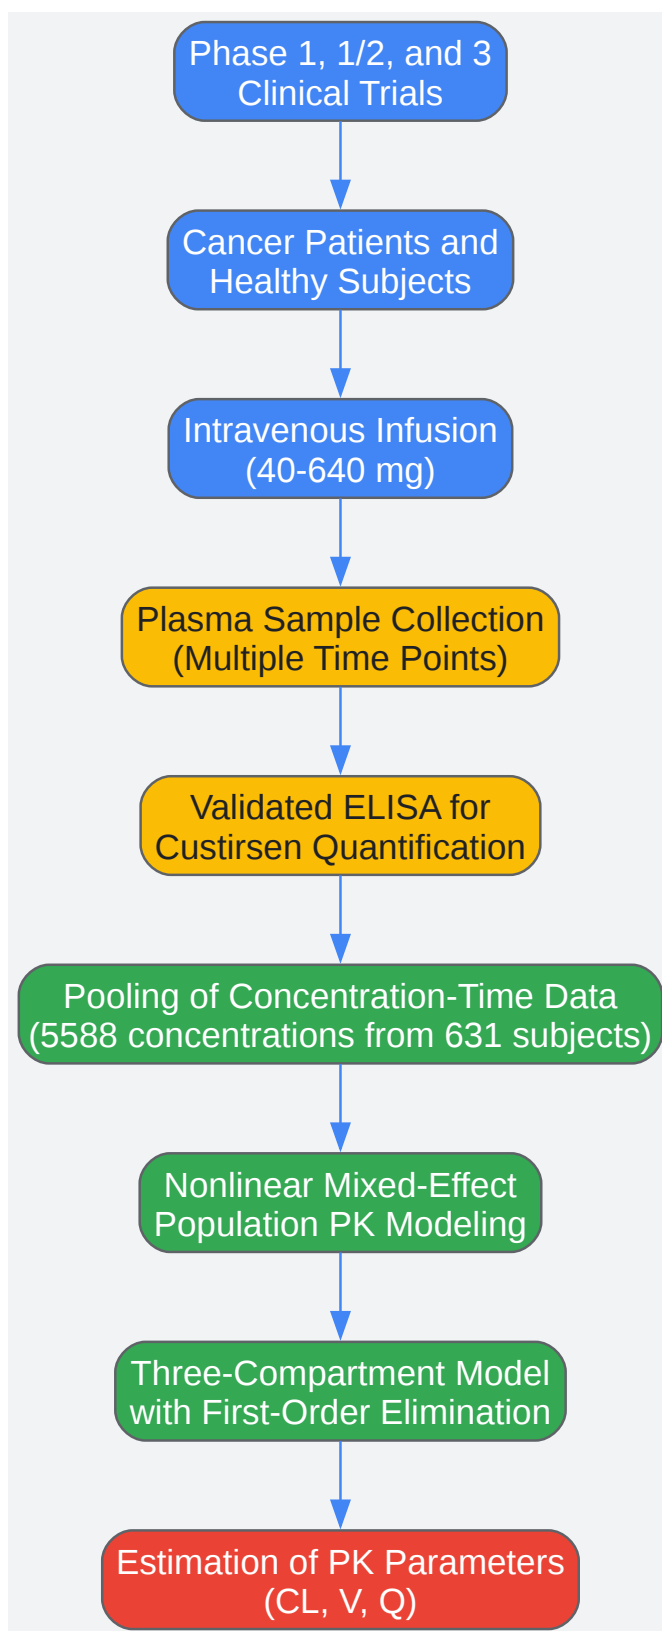 Phase 1, 1/2, and 3
Clinical Trials
Cancer Patients and
Healthy Subjects
Intravenous Infusion
(40-640 mg)
Plasma Sample Collection
(Multiple Time Points)
Validated ELISA for
Custirsen Quantification
Pooling of Concentration-Time Data
(5588 concentrations from 631 subjects)
Nonlinear Mixed-Effect
Population PK Modeling
Three-Compartment Model
with First-Order Elimination
Estimation of PK Parameters
(CL, V, Q)